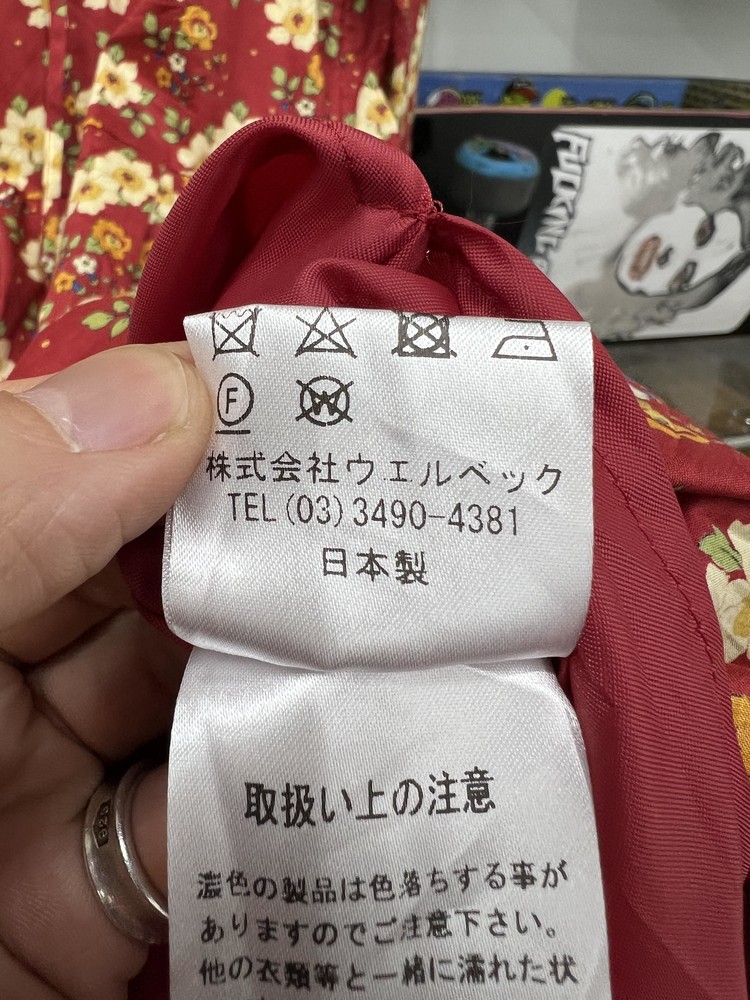 FUCKING
F
W
株式会社ウエルベック
TEL(03)3490-4381
日本製
取扱い上の注意
濃色の製品は色落ちする事が
ありますのでご注意下さい。
他の衣類等と一緒に濡れた状
925